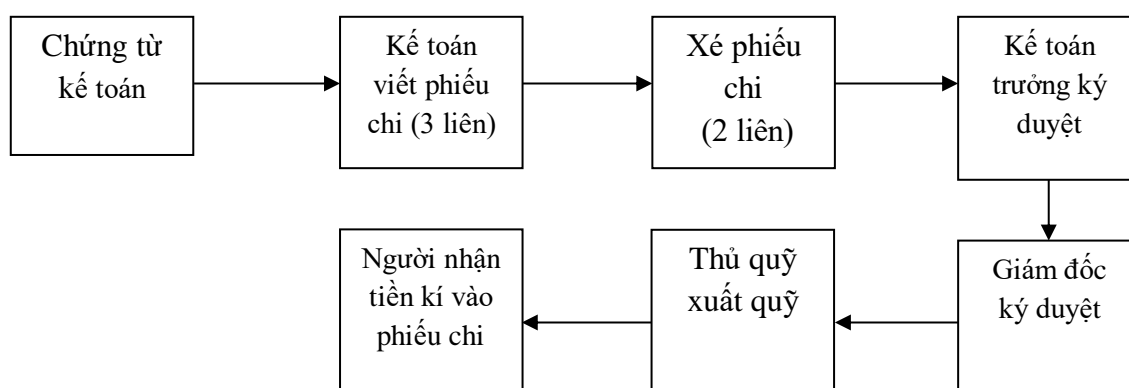 Chứng từ
kế toán
Kế toán
viết phiếu
chi (3 liên)
Xé phiếu
chi
(2 liên)
Kế toán
trưởng ký
duyệt
Giám đốc
ký duyệt
Thủ quỹ
xuất quỹ
Người nhận
tiền kí vào
phiếu chi